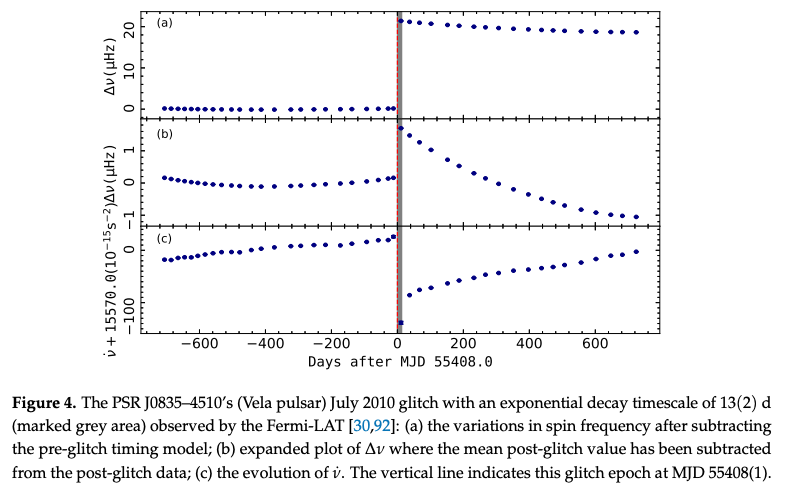 (a)
Δν(μHz)
20
10
0
(b)
Δν(μHz)
1
0
−1
(c)
ν̇ + 15570.0(10⁻¹⁵s⁻²)
0
−100
−600 −400 −200 0 200 400 600
Days after MJD 55408.0
Figure 4. The PSR J0835–4510's (Vela pulsar) July 2010 glitch with an exponential decay timescale of 13(2) d
(marked grey area) observed by the Fermi-LAT [30,92]: (a) the variations in spin frequency after subtracting
the pre-glitch timing model; (b) expanded plot of Δν where the mean post-glitch value has been subtracted
from the post-glitch data; (c) the evolution of ν̇. The vertical line indicates this glitch epoch at MJD 55408(1).